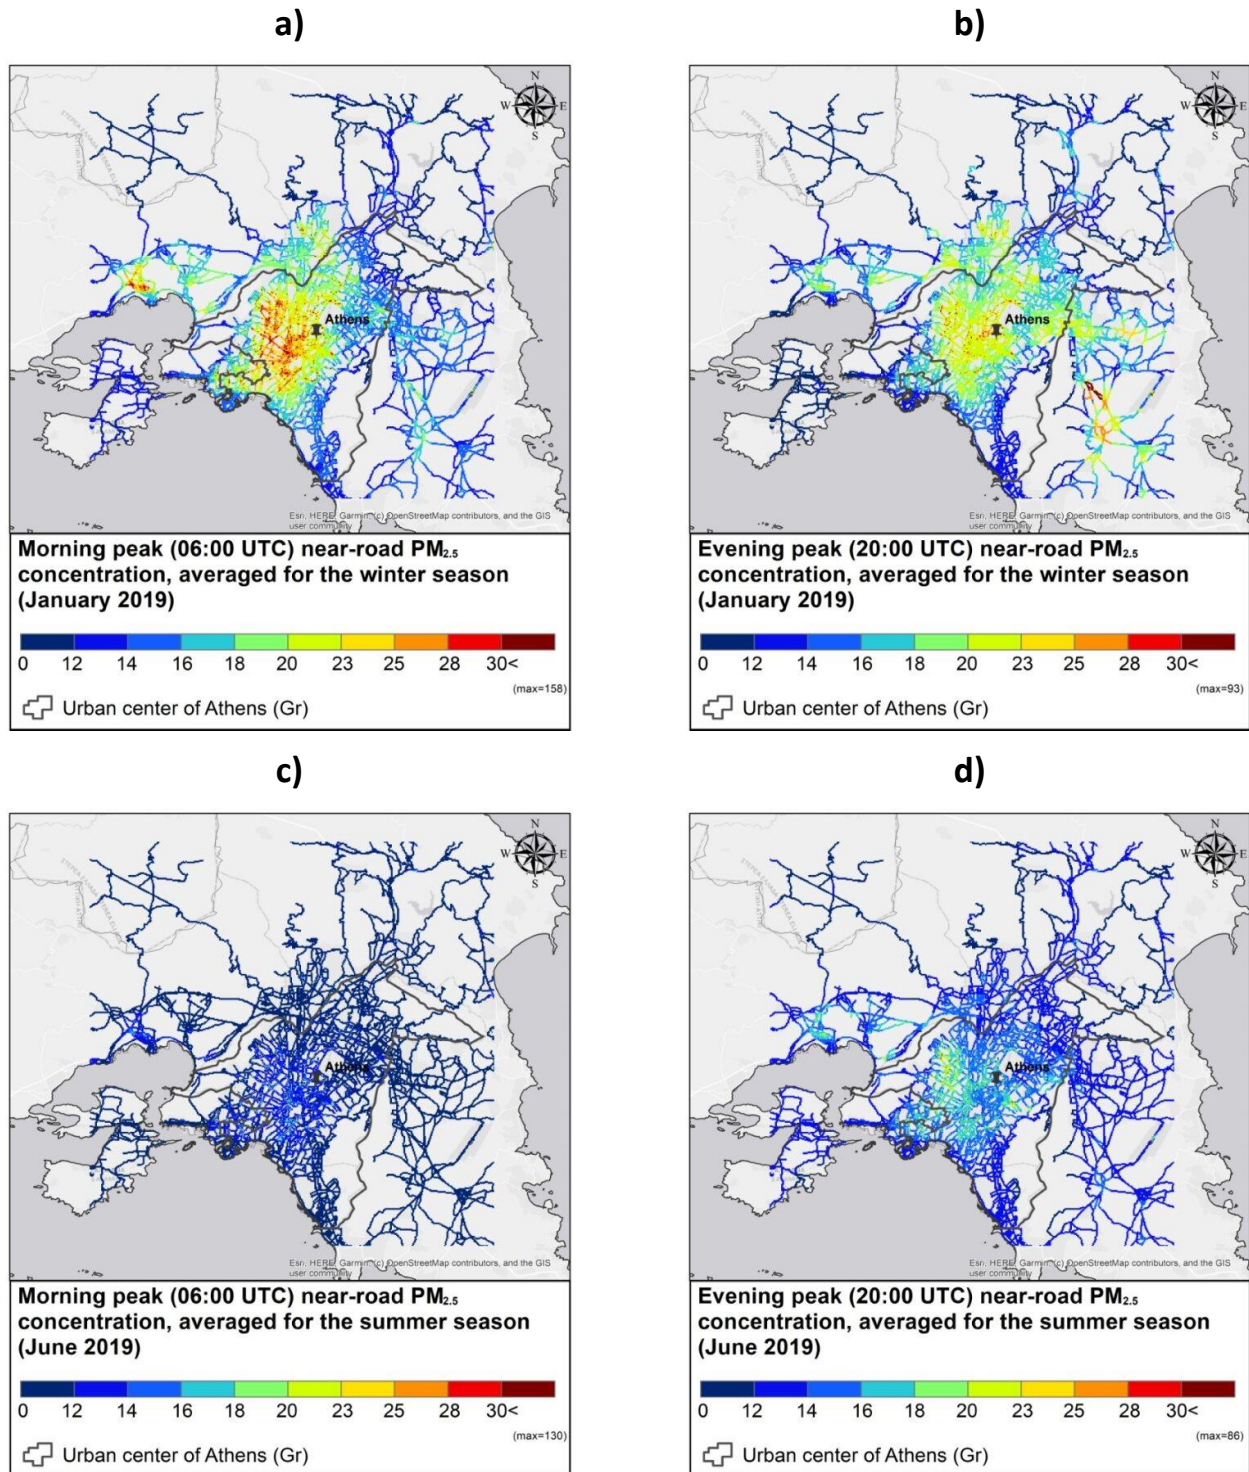 a)
N
W E
S
Athens
Esri, HERE, Garmin, (c) OpenStreetMap contributors, and the GIS
user community
Morning peak (06:00 UTC) near-road PM2.5
concentration, averaged for the winter season
(January 2019)
0 12 14 16 18 20 23 25 28 30<
(max=158)
Urban center of Athens (Gr)
b)
N
W E
S
Athens
Esri, HERE, Garmin, (c) OpenStreetMap contributors, and the GIS
user community
Evening peak (20:00 UTC) near-road PM2.5
concentration, averaged for the winter season
(January 2019)
0 12 14 16 18 20 23 25 28 30<
(max=93)
Urban center of Athens (Gr)
c)
N
W E
S
Athens
Esri, HERE, Garmin, (c) OpenStreetMap contributors, and the GIS
user community
Morning peak (06:00 UTC) near-road PM2.5
concentration, averaged for the summer season
(June 2019)
0 12 14 16 18 20 23 25 28 30<
(max=130)
Urban center of Athens (Gr)
d)
N
W E
S
Athens
Esri, HERE, Garmin, (c) OpenStreetMap contributors, and the GIS
user community
Evening peak (20:00 UTC) near-road PM2.5
concentration, averaged for the summer season
(June 2019)
0 12 14 16 18 21 23 25 28 30<
(max=86)
Urban center of Athens (Gr)